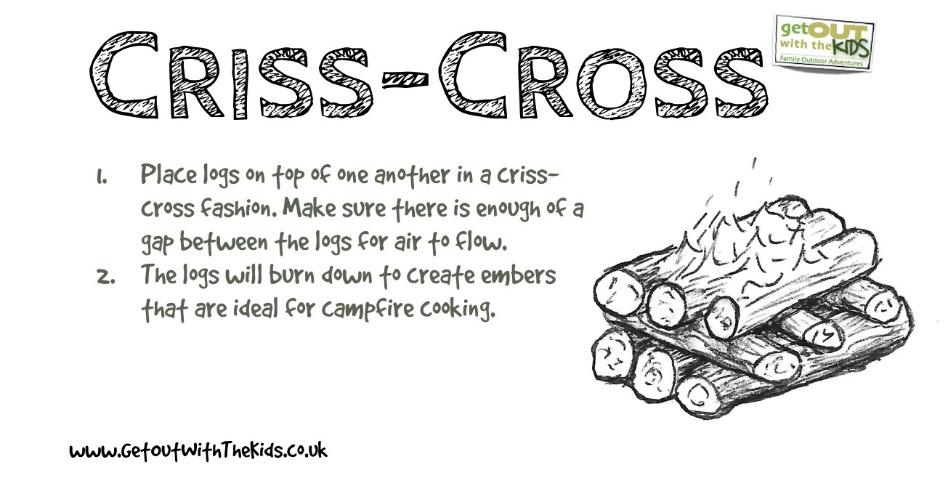 CRISS-CROSS
getOUT
with the KIDS
Family Outdoor Adventures
1. Place logs on top of one another in a criss-
cross fashion. Make sure there is enough of a
gap between the logs for air to flow.
2. The logs will burn down to create embers
that are ideal for campfire cooking.
www.GetOutWithTheKids.co.uk